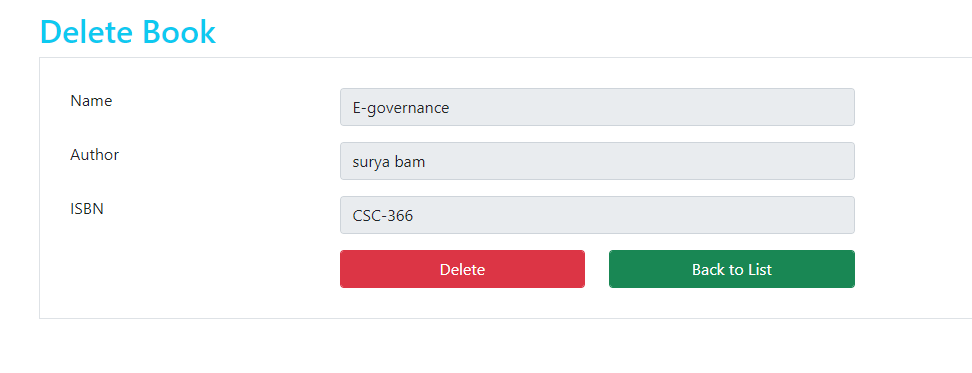 Delete Book
Name E-governance
Author surya bam
ISBN CSC-366
Delete Back to List